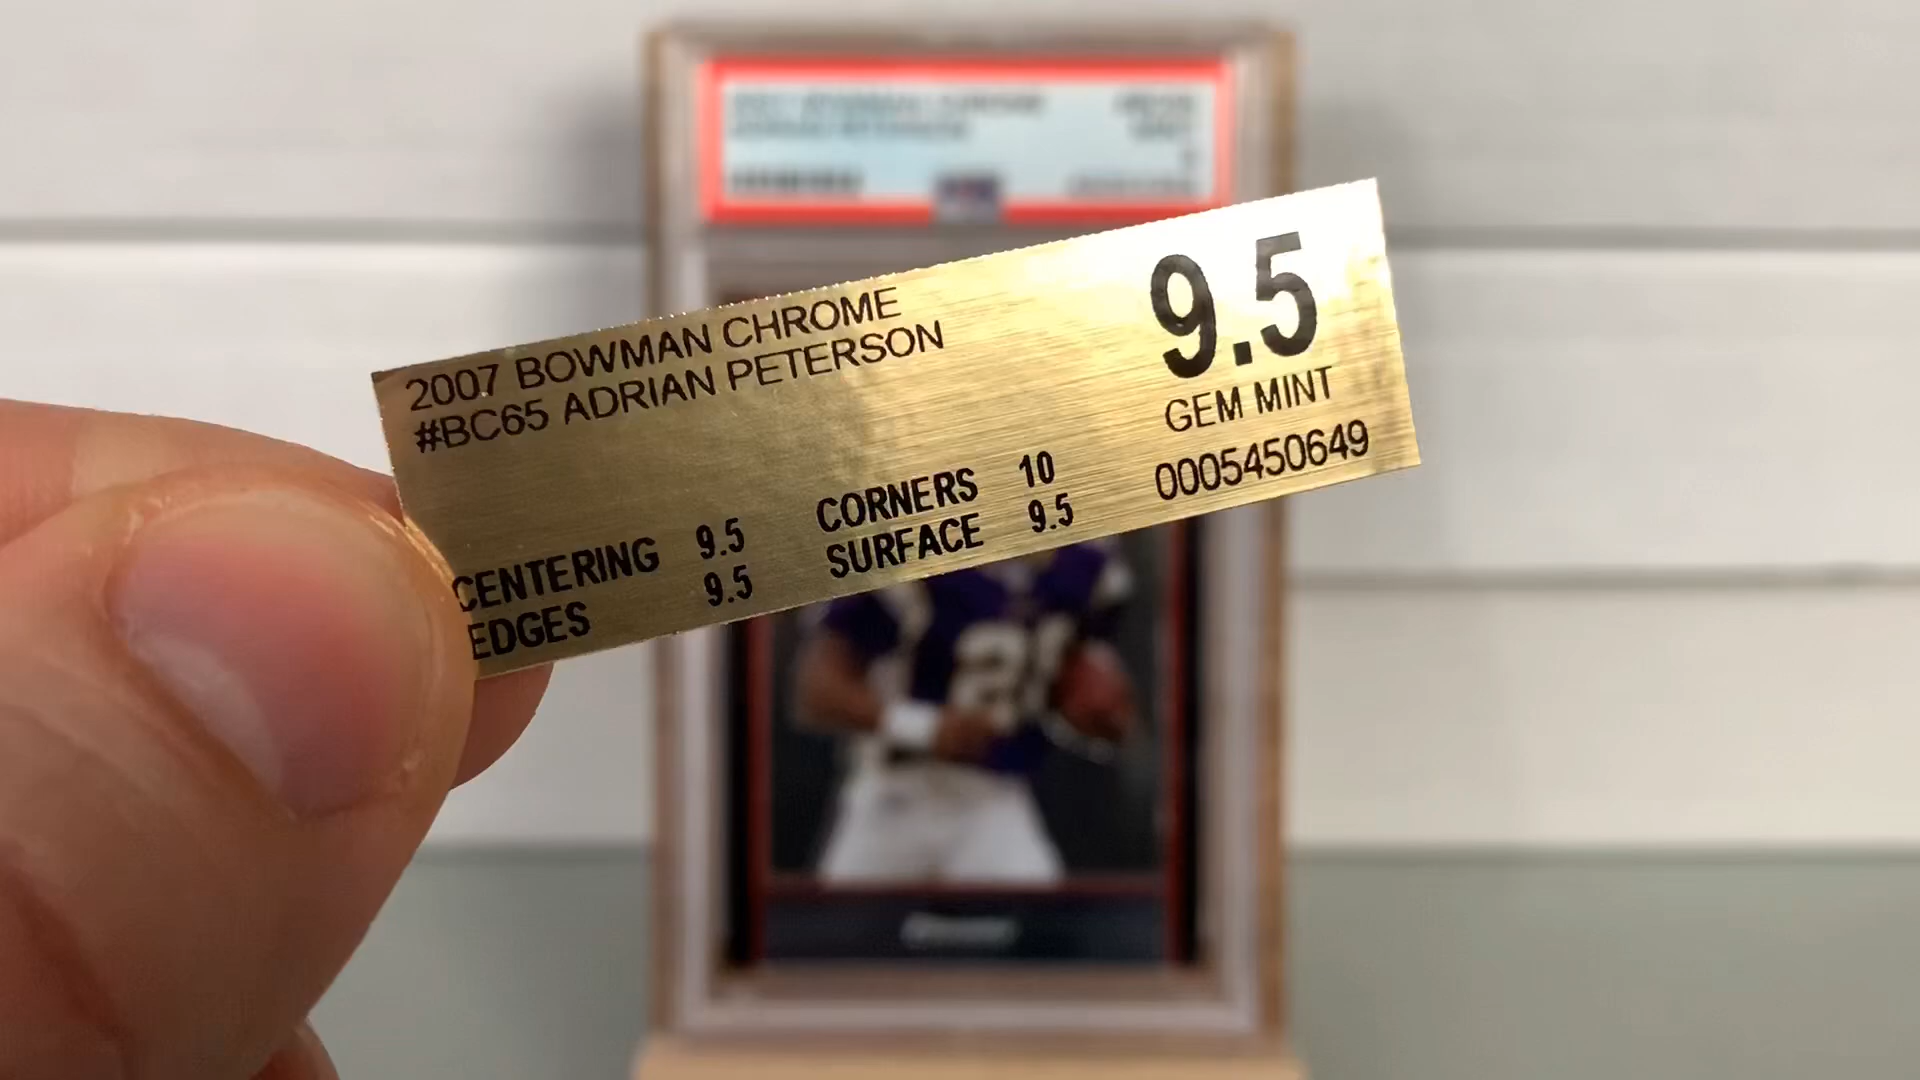 2007 BOWMAN CHROME
#BC65 ADRIAN PETERSON
9.5
GEM MINT
0005450649
CENTERING 9.5 CORNERS 10
EDGES 9.5 SURFACE 9.5
28